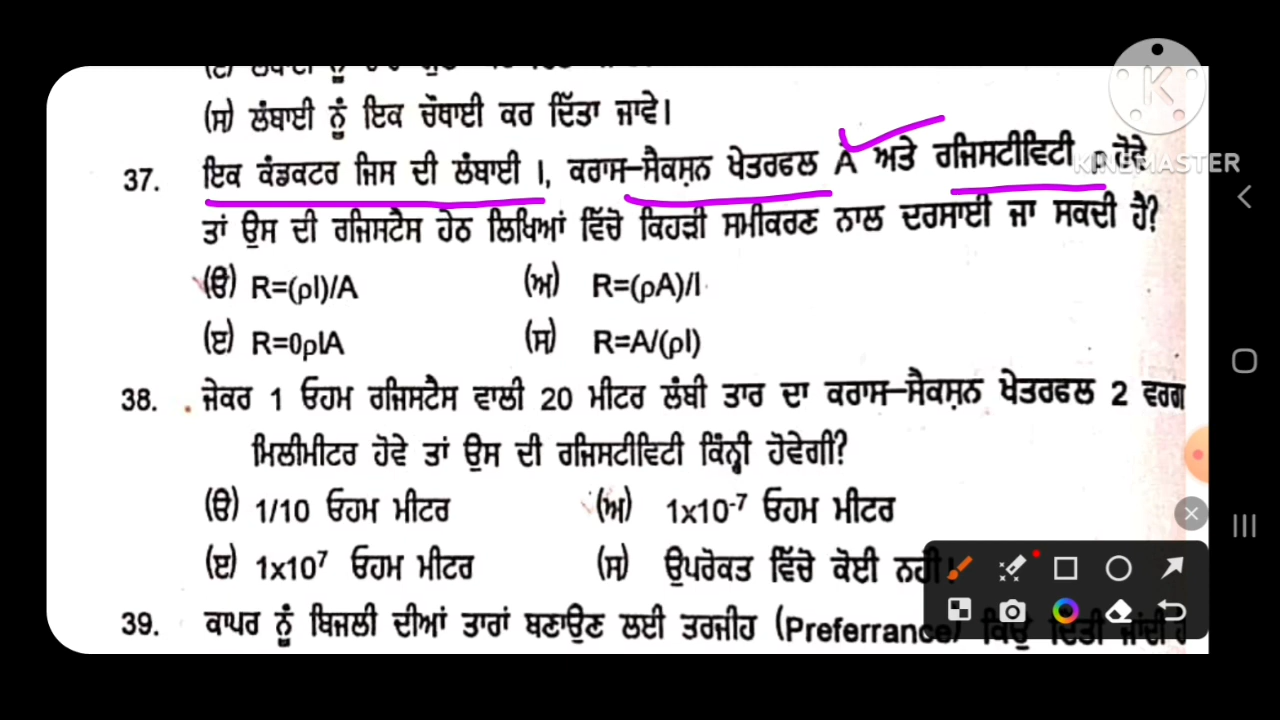 (ਸ) ਲੰਬਾਈ ਨੂੰ ਇਕ ਚੌਥਾਈ ਕਰ ਦਿੱਤਾ ਜਾਵੇ।
37. ਇਕ ਕੰਡਕਟਰ ਜਿਸ ਦੀ ਲੰਬਾਈ l, ਕਰਾਸ-ਸੈਕਸ਼ਨ ਖੇਤਰਫਲ A ਅਤੇ ਰਜਿਸਟੀਵਿਟੀ ρ ਹੋਵੇ
KINEMASTER
ਤਾਂ ਉਸ ਦੀ ਰਜਿਸਟੈਸ ਹੇਠ ਲਿਖਿਆਂ ਵਿੱਚੋ ਕਿਹੜੀ ਸਮੀਕਰਣ ਨਾਲ ਦਰਸਾਈ ਜਾ ਸਕਦੀ ਹੈ?
(ੳ) R=(ρl)/A (ਅ) R=(ρA)/l
(ੲ) R=0ρlA (ਸ) R=A/(ρl)
38. ਜੇਕਰ 1 ਓਹਮ ਰਜਿਸਟੈਸ ਵਾਲੀ 20 ਮੀਟਰ ਲੰਬੀ ਤਾਰ ਦਾ ਕਰਾਸ-ਸੈਕਸ਼ਨ ਖੇਤਰਫਲ 2 ਵਰਗ
ਮਿਲੀਮੀਟਰ ਹੋਵੇ ਤਾਂ ਉਸ ਦੀ ਰਜਿਸਟੀਵਿਟੀ ਕਿੰਨ੍ਹੀ ਹੋਵੇਗੀ?
(ੳ) 1/10 ਓਹਮ ਮੀਟਰ (ਅ) 1x10⁻⁷ ਓਹਮ ਮੀਟਰ
(ੲ) 1x10⁷ ਓਹਮ ਮੀਟਰ (ਸ) ਉਪਰੋਕਤ ਵਿੱਚੋ ਕੋਈ ਨਹੀ।
39. ਕਾਪਰ ਨੂੰ ਬਿਜਲੀ ਦੀਆਂ ਤਾਰਾਂ ਬਣਾਉਣ ਲਈ ਤਰਜੀਹ (Preferrance)